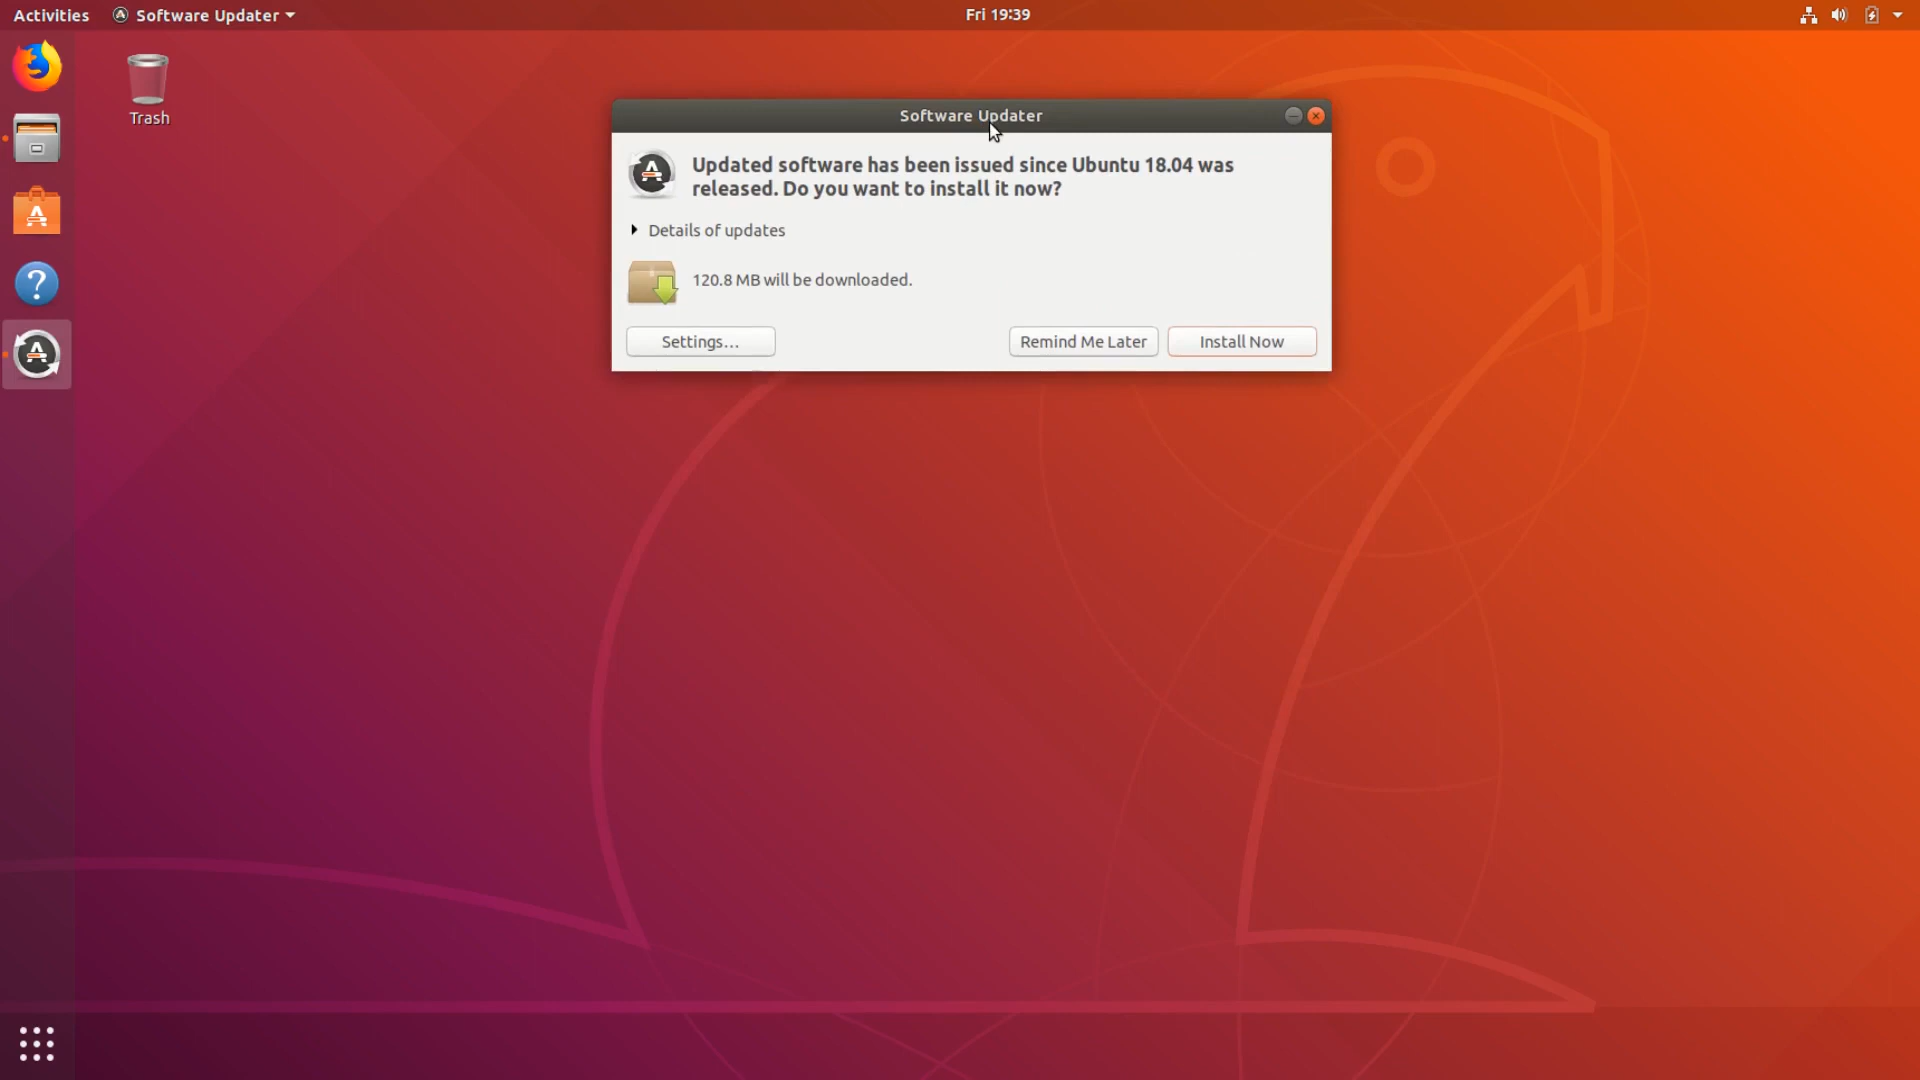 Activities
Software Updater
Fri 19:39
Trash
Software Updater
Updated software has been issued since Ubuntu 18.04 was
released. Do you want to install it now?
Details of updates
120.8 MB will be downloaded.
Settings…
Remind Me Later
Install Now